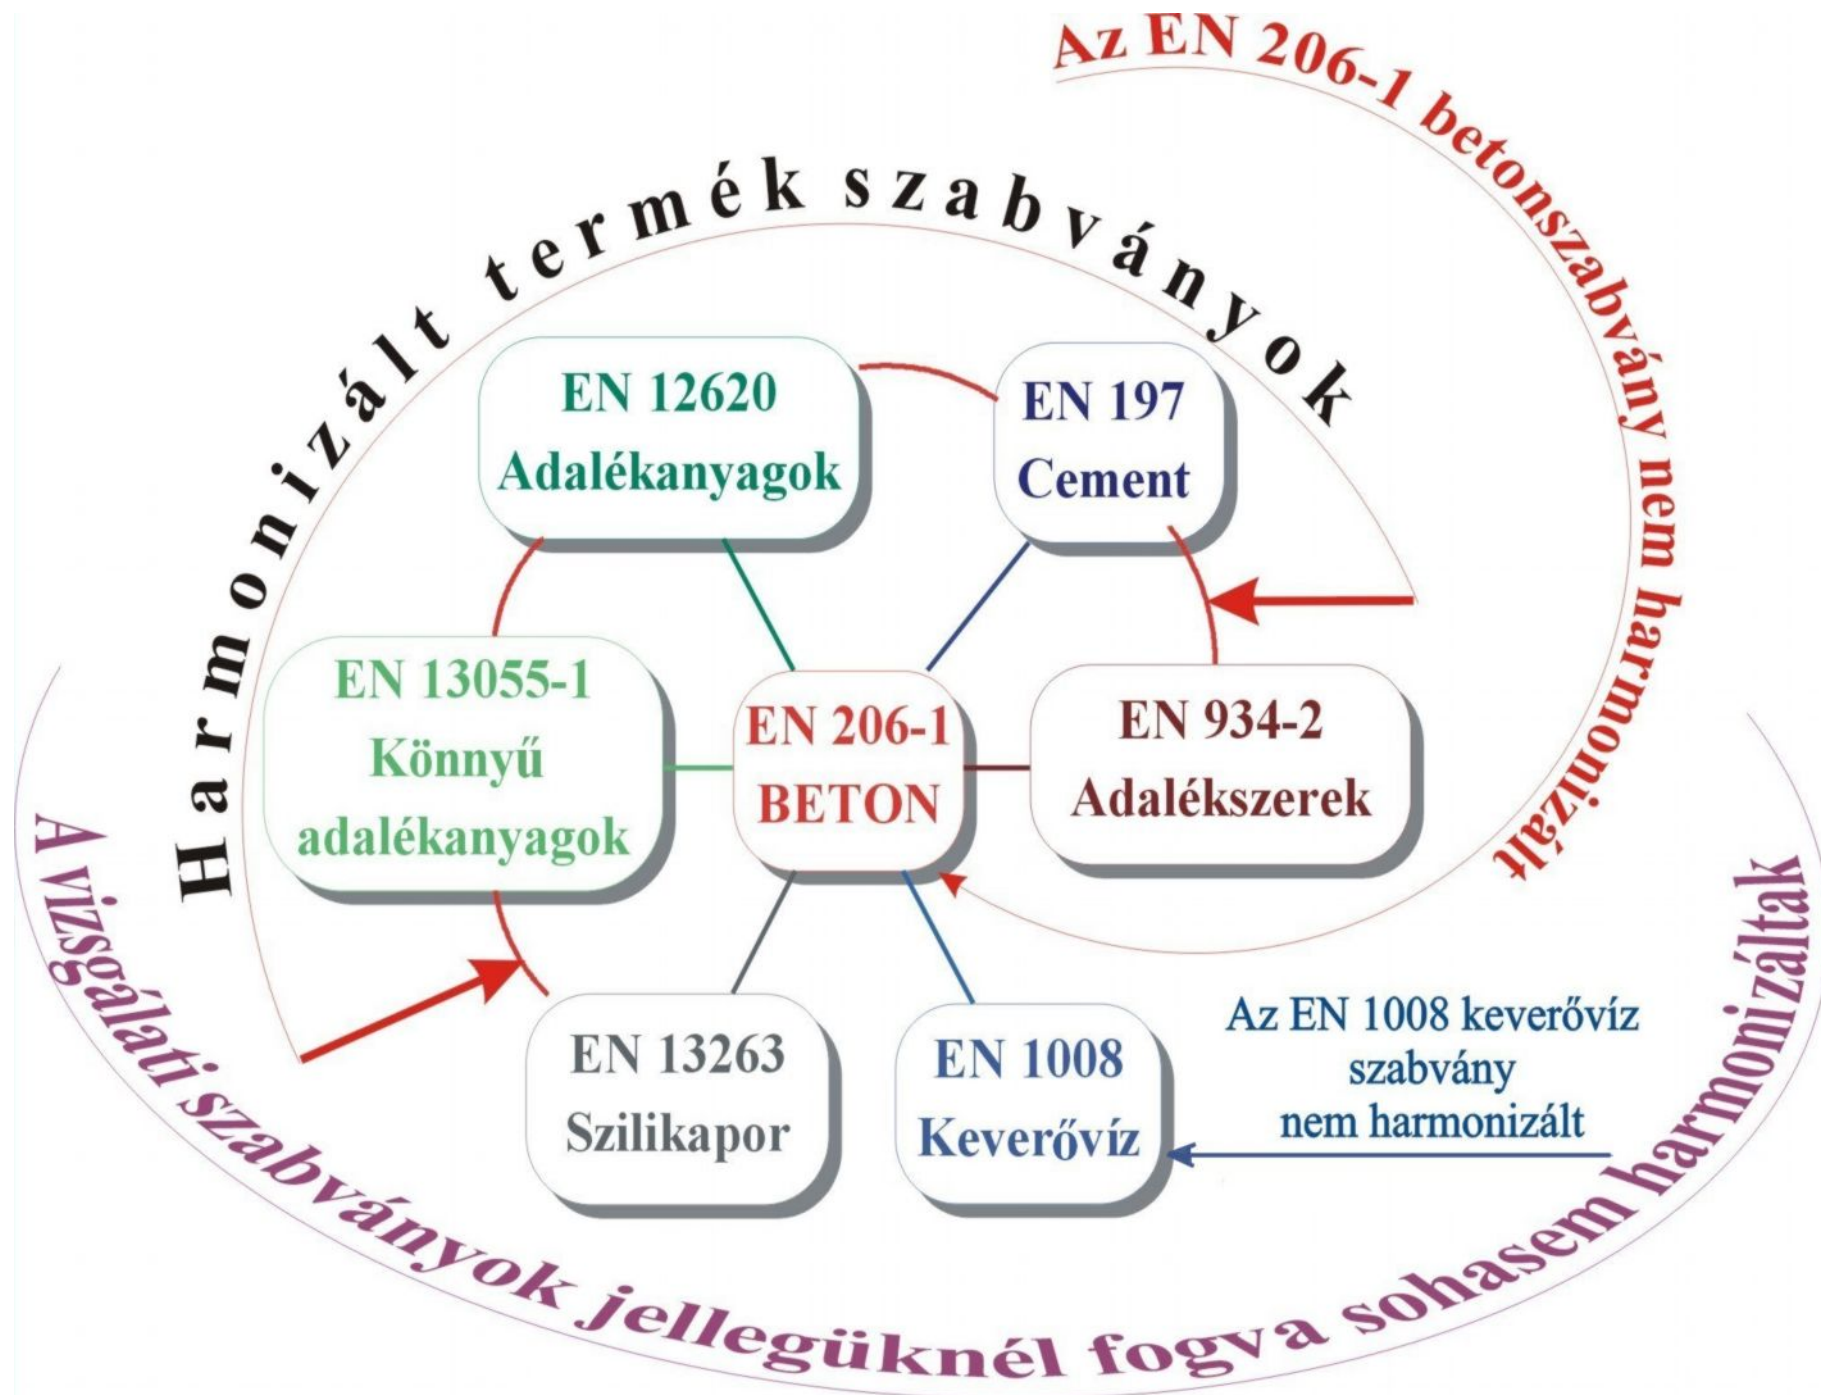 Az EN 206-1 betonszabvány nem harmonizált
Harmonizált termék szabványok
EN 12620
Adalékanyagok
EN 197
Cement
EN 13055-1
Könnyű
adalékanyagok
EN 206-1
BETON
EN 934-2
Adalékszerek
EN 13263
Szilikapor
EN 1008
Keverővíz
Az EN 1008 keverővíz
szabvány
nem harmonizált
A vizsgálati szabványok jellegüknél fogva sohasem harmonizáltak